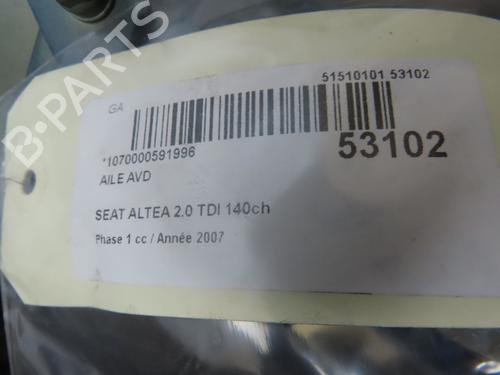 GA
51510101 53102
*1070000591996
53102
AILE AVD
SEAT ALTEA 2.0 TDI 140ch
Phase 1 cc / Année 2007
B-PARTS